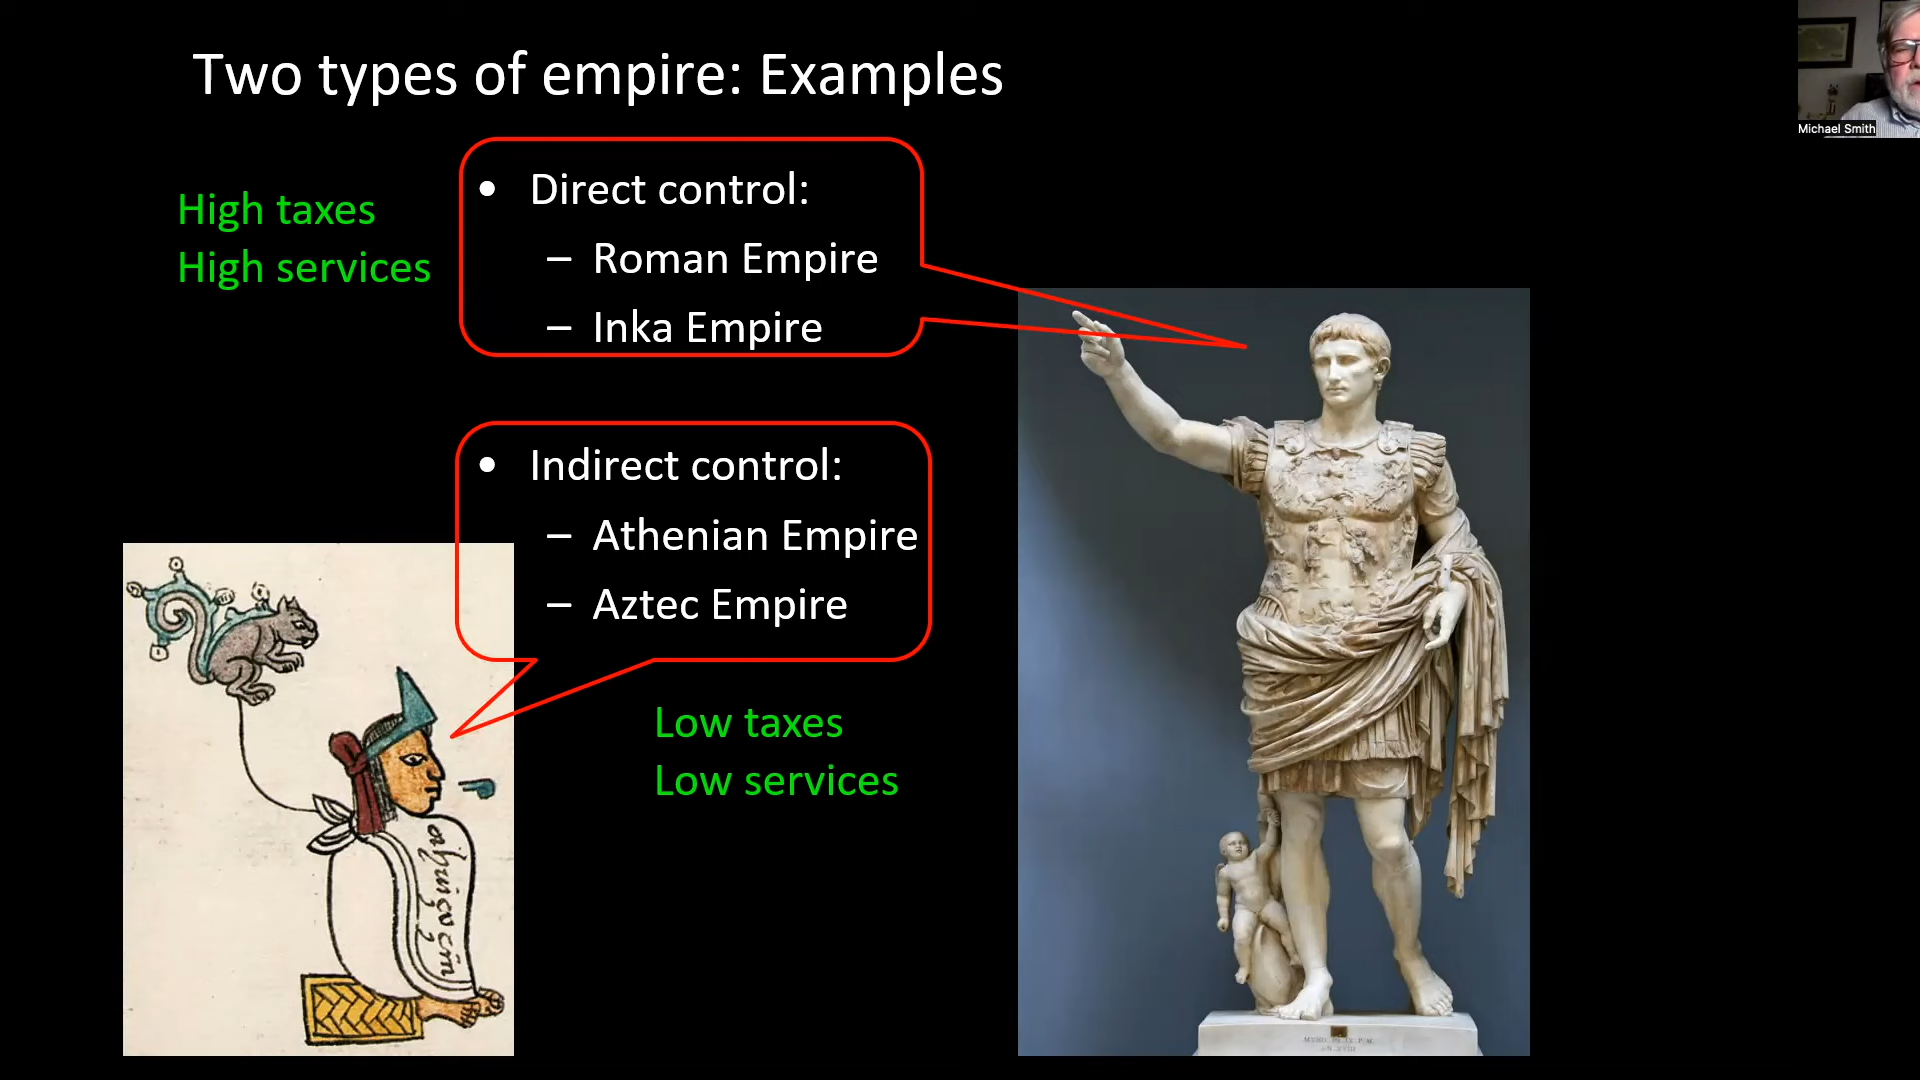 Two types of empire: Examples
Michael Smith
High taxes
High services
• Direct control:
– Roman Empire
– Inka Empire
• Indirect control:
– Athenian Empire
– Aztec Empire
Low taxes
Low services
ahuiçoçin